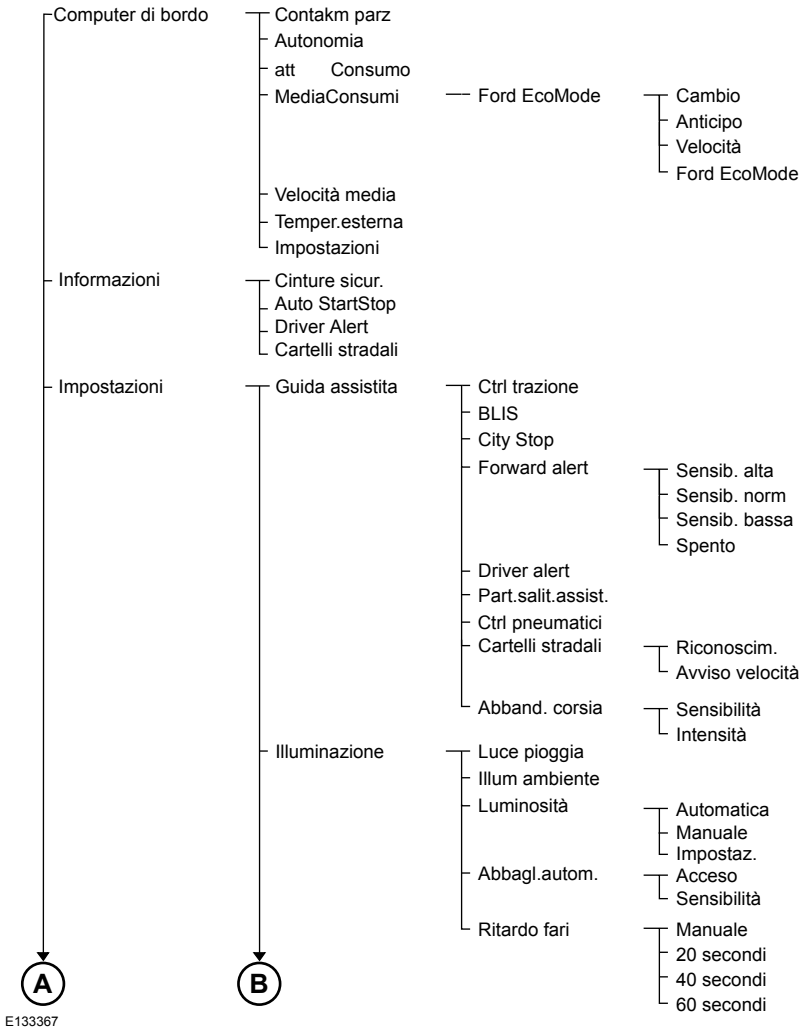 Computer di bordo Contakm parz
Autonomia
att Consumo
MediaConsumi Ford EcoMode Cambio
Anticipo
Velocità
Ford EcoMode
Velocità media
Temper.esterna
Impostazioni
Informazioni Cinture sicur.
Auto StartStop
Driver Alert
Cartelli stradali
Impostazioni Guida assistita Ctrl trazione
BLIS
City Stop
Forward alert Sensib. alta
Sensib. norm
Sensib. bassa
Spento
Driver alert
Part.salit.assist.
Ctrl pneumatici
Cartelli stradali Riconoscim.
Avviso velocità
Abband. corsia Sensibilità
Intensità
Illuminazione Luce pioggia
Illum ambiente
Luminosità Automatica
Manuale
Impostaz.
Abbagl.autom. Acceso
Sensibilità
Ritardo fari Manuale
20 secondi
40 secondi
60 secondi
A B
E133367